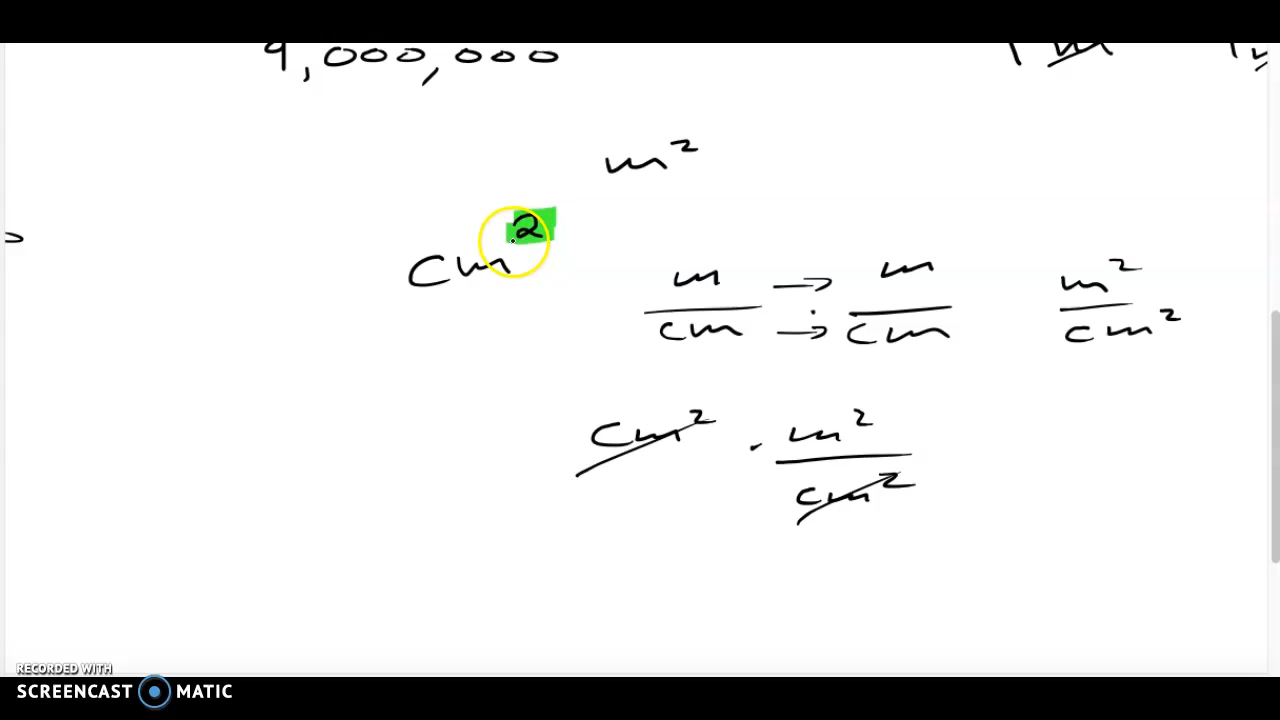 9,000,000
m²
cm²
m → m m²
cm → cm cm²
cm² · m²
cm²
RECORDED WITH
SCREENCAST MATIC